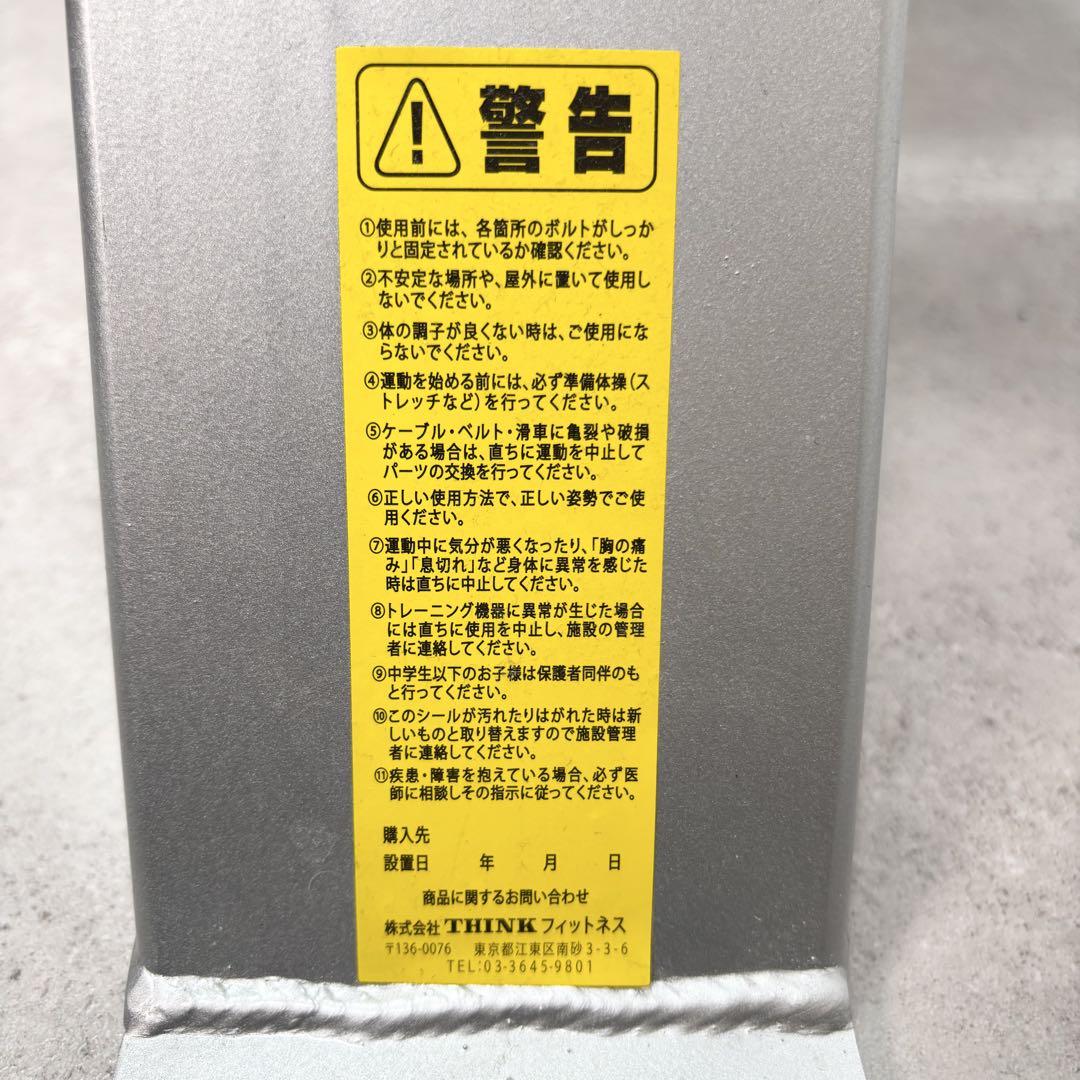 警告
①使用前には、各箇所のボルトがしっか
りと固定されているか確認ください。
②不安定な場所や、屋外に置いて使用し
ないでください。
③体の調子が良くない時は、ご使用にな
らないでください。
④運動を始める前には、必ず準備体操(ス
トレッチなど)を行ってください。
⑤ケーブル・ベルト・滑車に亀裂や破損
がある場合は、直ちに運動を中止して
パーツの交換を行ってください。
⑥正しい使用方法で、正しい姿勢でご使
用ください。
⑦運動中に気分が悪くなったり、「胸の痛
み」「息切れ」など身体に異常を感じた
時は直ちに中止してください。
⑧トレーニング機器に異常が生じた場合
には直ちに使用を中止し、施設の管理
者に連絡してください。
⑨中学生以下のお子様は保護者同伴のも
と行ってください。
⑩このシールが汚れたりはがれた時は新
しいものと取り替えますので施設管理
者に連絡してください。
⑪疾患・障害を抱えている場合、必ず医
師に相談しその指示に従ってください。
購入先
設置日 年 月 日
商品に関するお問い合わせ
株式会社 THINK フィットネス
〒136-0076 東京都江東区南砂3-3-6
TEL:03-3645-9801